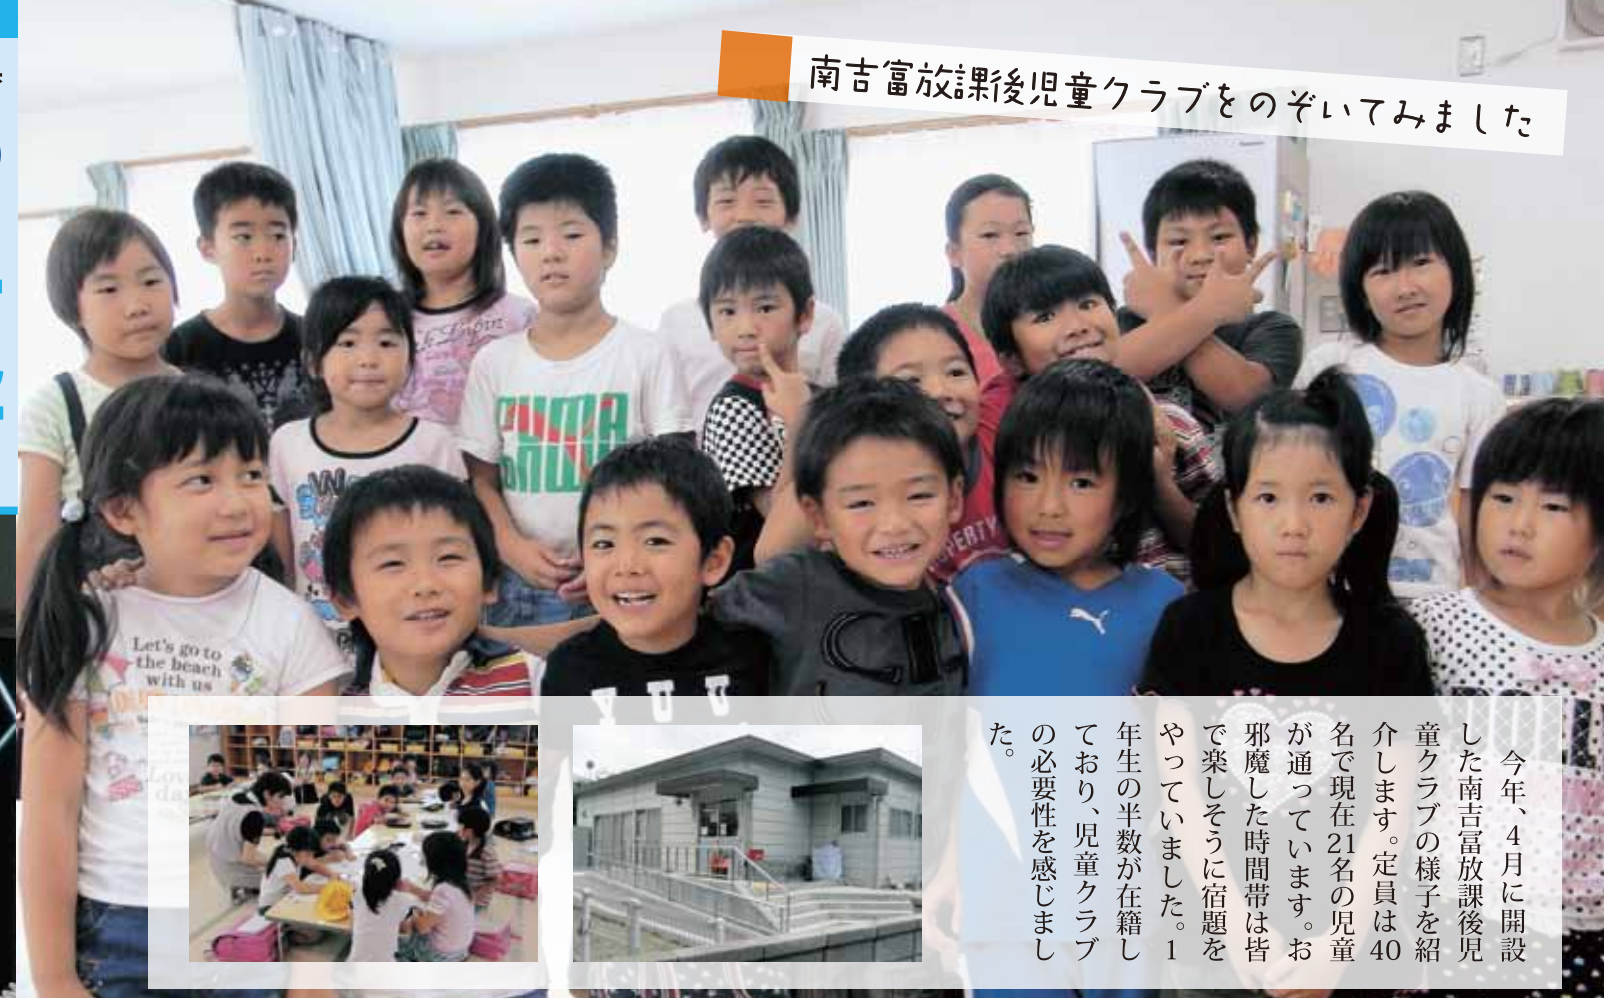 南吉富放課後児童クラブをのぞいてみました
今年、4月に開設
した南吉富放課後児
童クラブの様子を紹
介します。定員は40
名で現在21名の児童
が通っています。お
邪魔した時間帯は皆
で楽しそうに宿題を
やっていました。1
年生の半数が在籍し
ており、児童クラブ
の必要性を感じまし
た。
Let's go to
the beach
with us